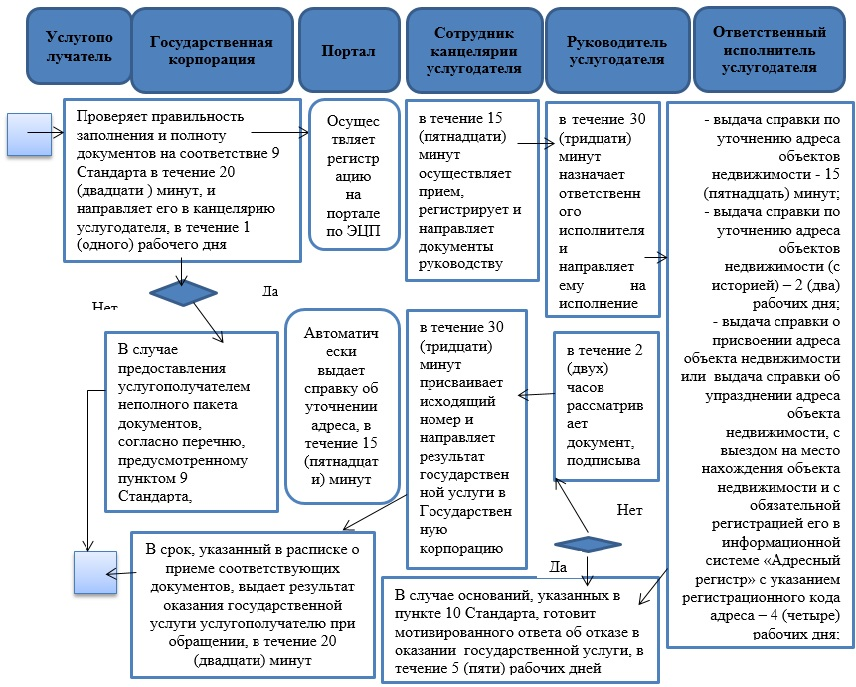 Услугопо
лучатель
Государственная
корпорация
Портал
Сотрудник
канцелярии
услугодателя
Руководитель
услугодателя
Ответственный
исполнитель
услугодателя
Проверяет правильность
заполнения и полноту
документов на соответствие 9
Стандарта в течение 20
(двадцати ) минут, и
направляет его в канцелярию
услугодателя, в течение 1
(одного) рабочего дня
Осущес
твляет
регистр
ацию
на
портале
по ЭЦП
в течение 15
(пятнадцати)
минут
осуществляет
прием,
регистрирует и
направляет
документы
руководству
в течение 30
(тридцати)
минут
назначает
ответственн
ого
исполнителя
и
направляет
ему на
исполнение
- выдача справки по
уточнению адреса
объектов
недвижимости - 15
(пятнадцать) минут;
- выдача справки по
уточнению адреса
объектов
недвижимости (с
историей) – 2 (два)
рабочих дня;
- выдача справки о
присвоении адреса
объекта недвижимости
или выдача справки об
упразднении адреса
объекта
недвижимости, с
выездом на место
нахождения объекта
недвижимости и с
обязательной
регистрацией его в
информационной
системе «Адресный
регистр» с указанием
регистрационного кода
адреса – 4 (четыре)
рабочих дня;
Да
Нет
В случае
предоставления
услугополучателем
неполного пакета
документов,
согласно перечню,
предусмотренному
пунктом 9
Стандарта,
Автоматич
ески
выдает
справку об
уточнении
адреса, в
течение 15
(пятнадцат
и) минут
в течение 30
(тридцати)
минут
присваивает
исходящий
номер и
направляет
результат
государствен
ной услуги в
Государствен
ную
корпорацию
в течение 2
(двух)
часов
рассматрив
ает
документ,
подписыва
Нет
Да
В срок, указанный в расписке о
приеме соответствующих
документов, выдает результат
оказания государственной
услуги услугополучателю при
обращении, в течение 20
(двадцати) минут
В случае оснований, указанных в
пункте 10 Стандарта, готовит
мотивированного ответа об отказе в
оказании государственной услуги, в
течение 5 (пяти) рабочих дней